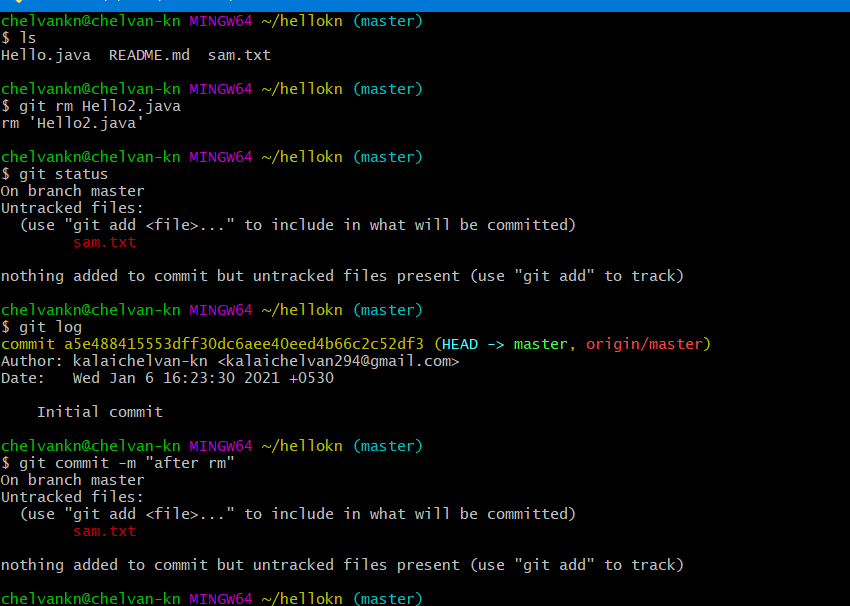 chelvankn@chelvan-kn MINGW64 ~/hellokn (master)
$ ls
Hello.java  README.md  sam.txt
chelvankn@chelvan-kn MINGW64 ~/hellokn (master)
$ git rm Hello2.java
rm 'Hello2.java'
chelvankn@chelvan-kn MINGW64 ~/hellokn (master)
$ git status
On branch master
Untracked files:
  (use "git add <file>..." to include in what will be committed)
        sam.txt
nothing added to commit but untracked files present (use "git add" to track)
chelvankn@chelvan-kn MINGW64 ~/hellokn (master)
$ git log
commit a5e488415553dff30dc6aee40eed4b66c2c52df3 (HEAD -> master, origin/master)
Author: kalaichelvan-kn <kalaichelvan294@gmail.com>
Date:   Wed Jan 6 16:23:30 2021 +0530
    Initial commit
chelvankn@chelvan-kn MINGW64 ~/hellokn (master)
$ git commit -m "after rm"
On branch master
Untracked files:
  (use "git add <file>..." to include in what will be committed)
        sam.txt
nothing added to commit but untracked files present (use "git add" to track)
chelvankn@chelvan-kn MINGW64 ~/hellokn (master)